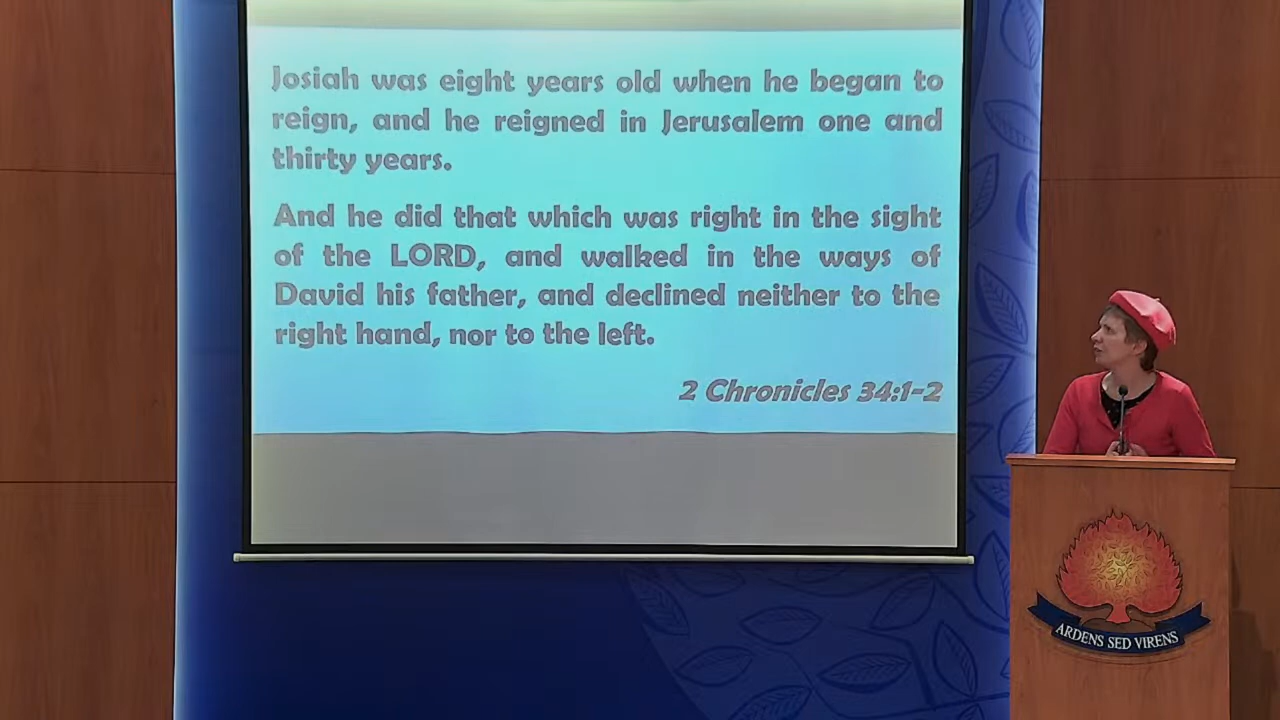 Josiah was eight years old when he began to
reign, and he reigned in Jerusalem one and
thirty years.
And he did that which was right in the sight
of the LORD, and walked in the ways of
David his father, and declined neither to the
right hand, nor to the left.
2 Chronicles 34:1-2
ARDENS SED VIRENS